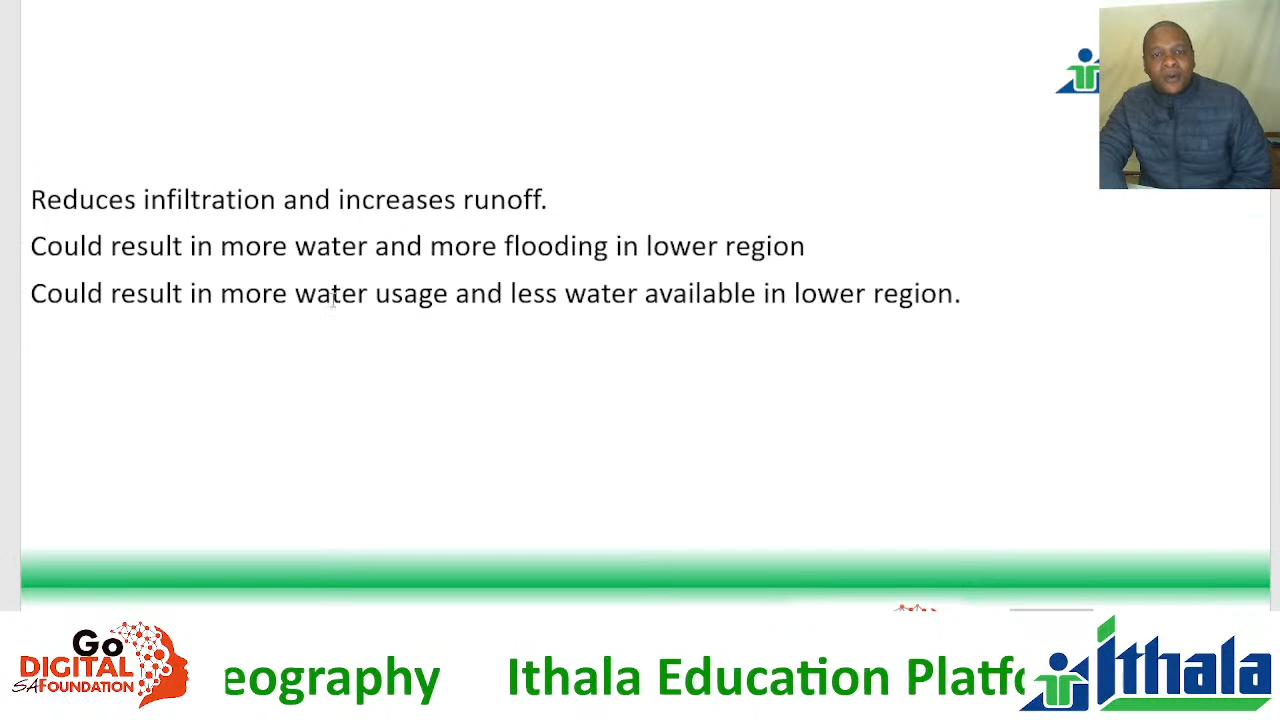 Reduces infiltration and increases runoff.
Could result in more water and more flooding in lower region
Could result in more water usage and less water available in lower region.
Go
DIGITAL
SA FOUNDATION
eography Ithala Education Platfo
Ithala